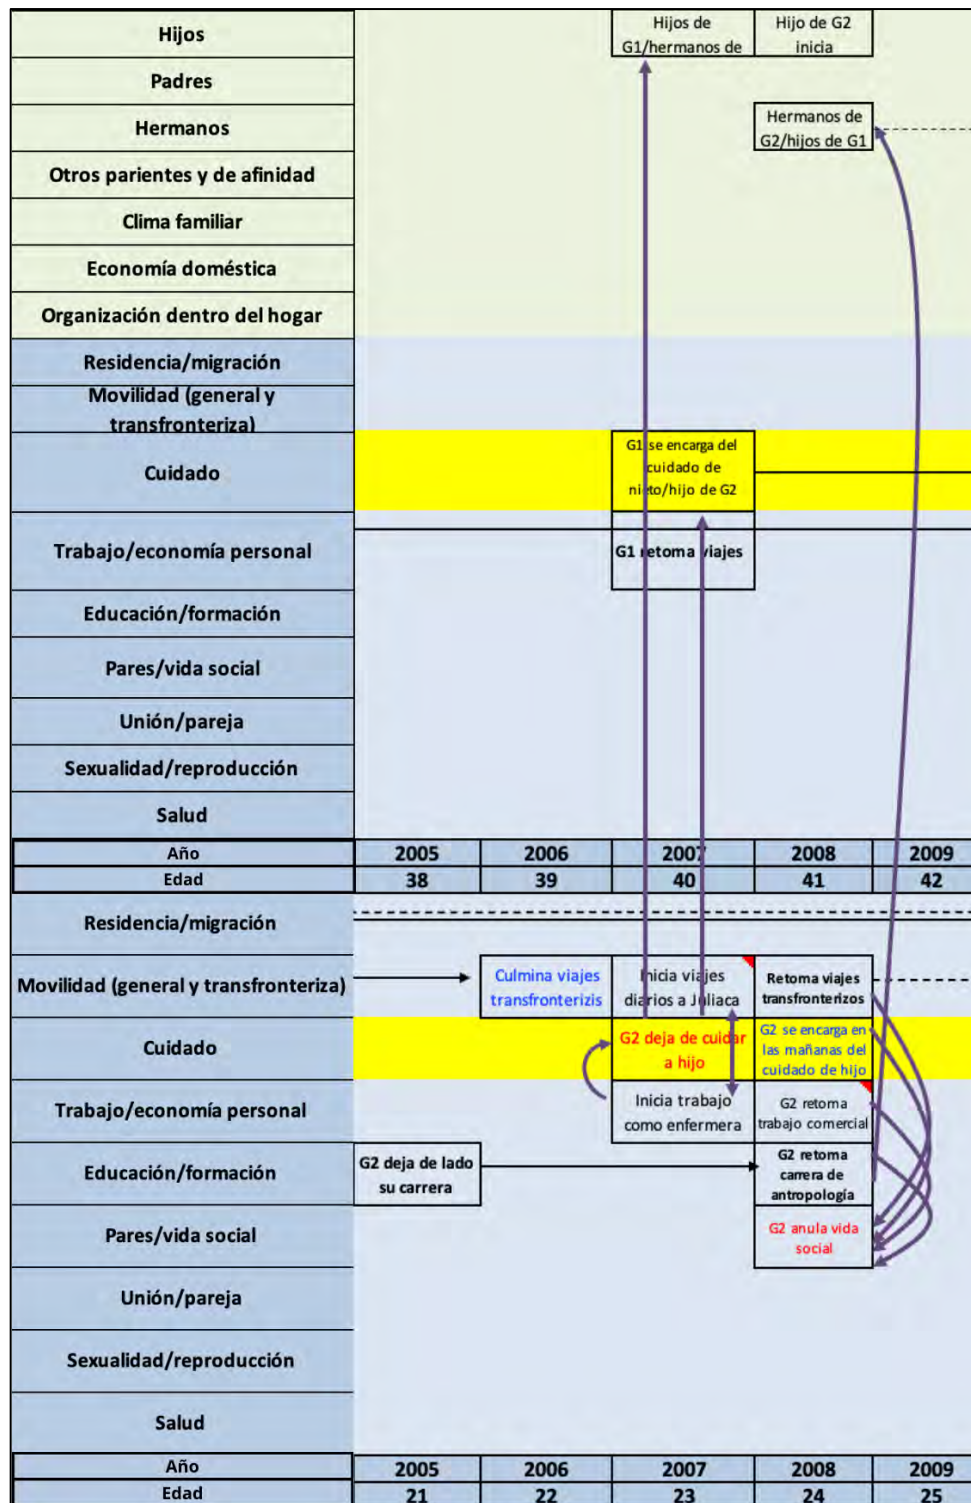 Hijos
Hijos de
G1/hermanos de
Hijo de G2
inicia
Padres
Hermanos
Hermanos de
G2/hijos de G1
Otros parientes y de afinidad
Clima familiar
Economía doméstica
Organización dentro del hogar
Residencia/migración
Movilidad (general y
transfronteriza)
Cuidado
G1 se encarga del
cuidado de
nieto/hijo de G2
Trabajo/economía personal
G1 retoma viajes
Educación/formación
Pares/vida social
Unión/pareja
Sexualidad/reproducción
Salud
Año 2005 2006 2007 2008 2009
Edad 38 39 40 41 42
Residencia/migración
Movilidad (general y transfronteriza)
Culmina viajes
transfronterizis
Inicia viajes
diarios a Juliaca
Retoma viajes
transfronterizos
Cuidado
G2 deja de cuidar
a hijo
G2 se encarga en
las mañanas del
cuidado de hijo
Trabajo/economía personal
Inicia trabajo
como enfermera
G2 retoma
trabajo comercial
Educación/formación
G2 deja de lado
su carrera
G2 retoma
carrera de
antropología
Pares/vida social
G2 anula vida
social
Unión/pareja
Sexualidad/reproducción
Salud
Año 2005 2006 2007 2008 2009
Edad 21 22 23 24 25